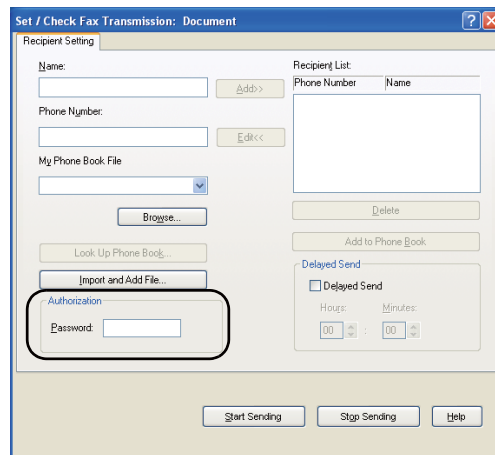 Set / Check Fax Transmission: Document
Recipient Setting
Name:
Add>>
Phone Number:
Edit<<
My Phone Book File
Browse...
Look Up Phone Book...
Import and Add File...
Authorization
Password:
Recipient List:
Phone Number Name
Delete
Add to Phone Book
Delayed Send
Delayed Send
Hours: Minutes:
00 : 00
Start Sending Stop Sending Help